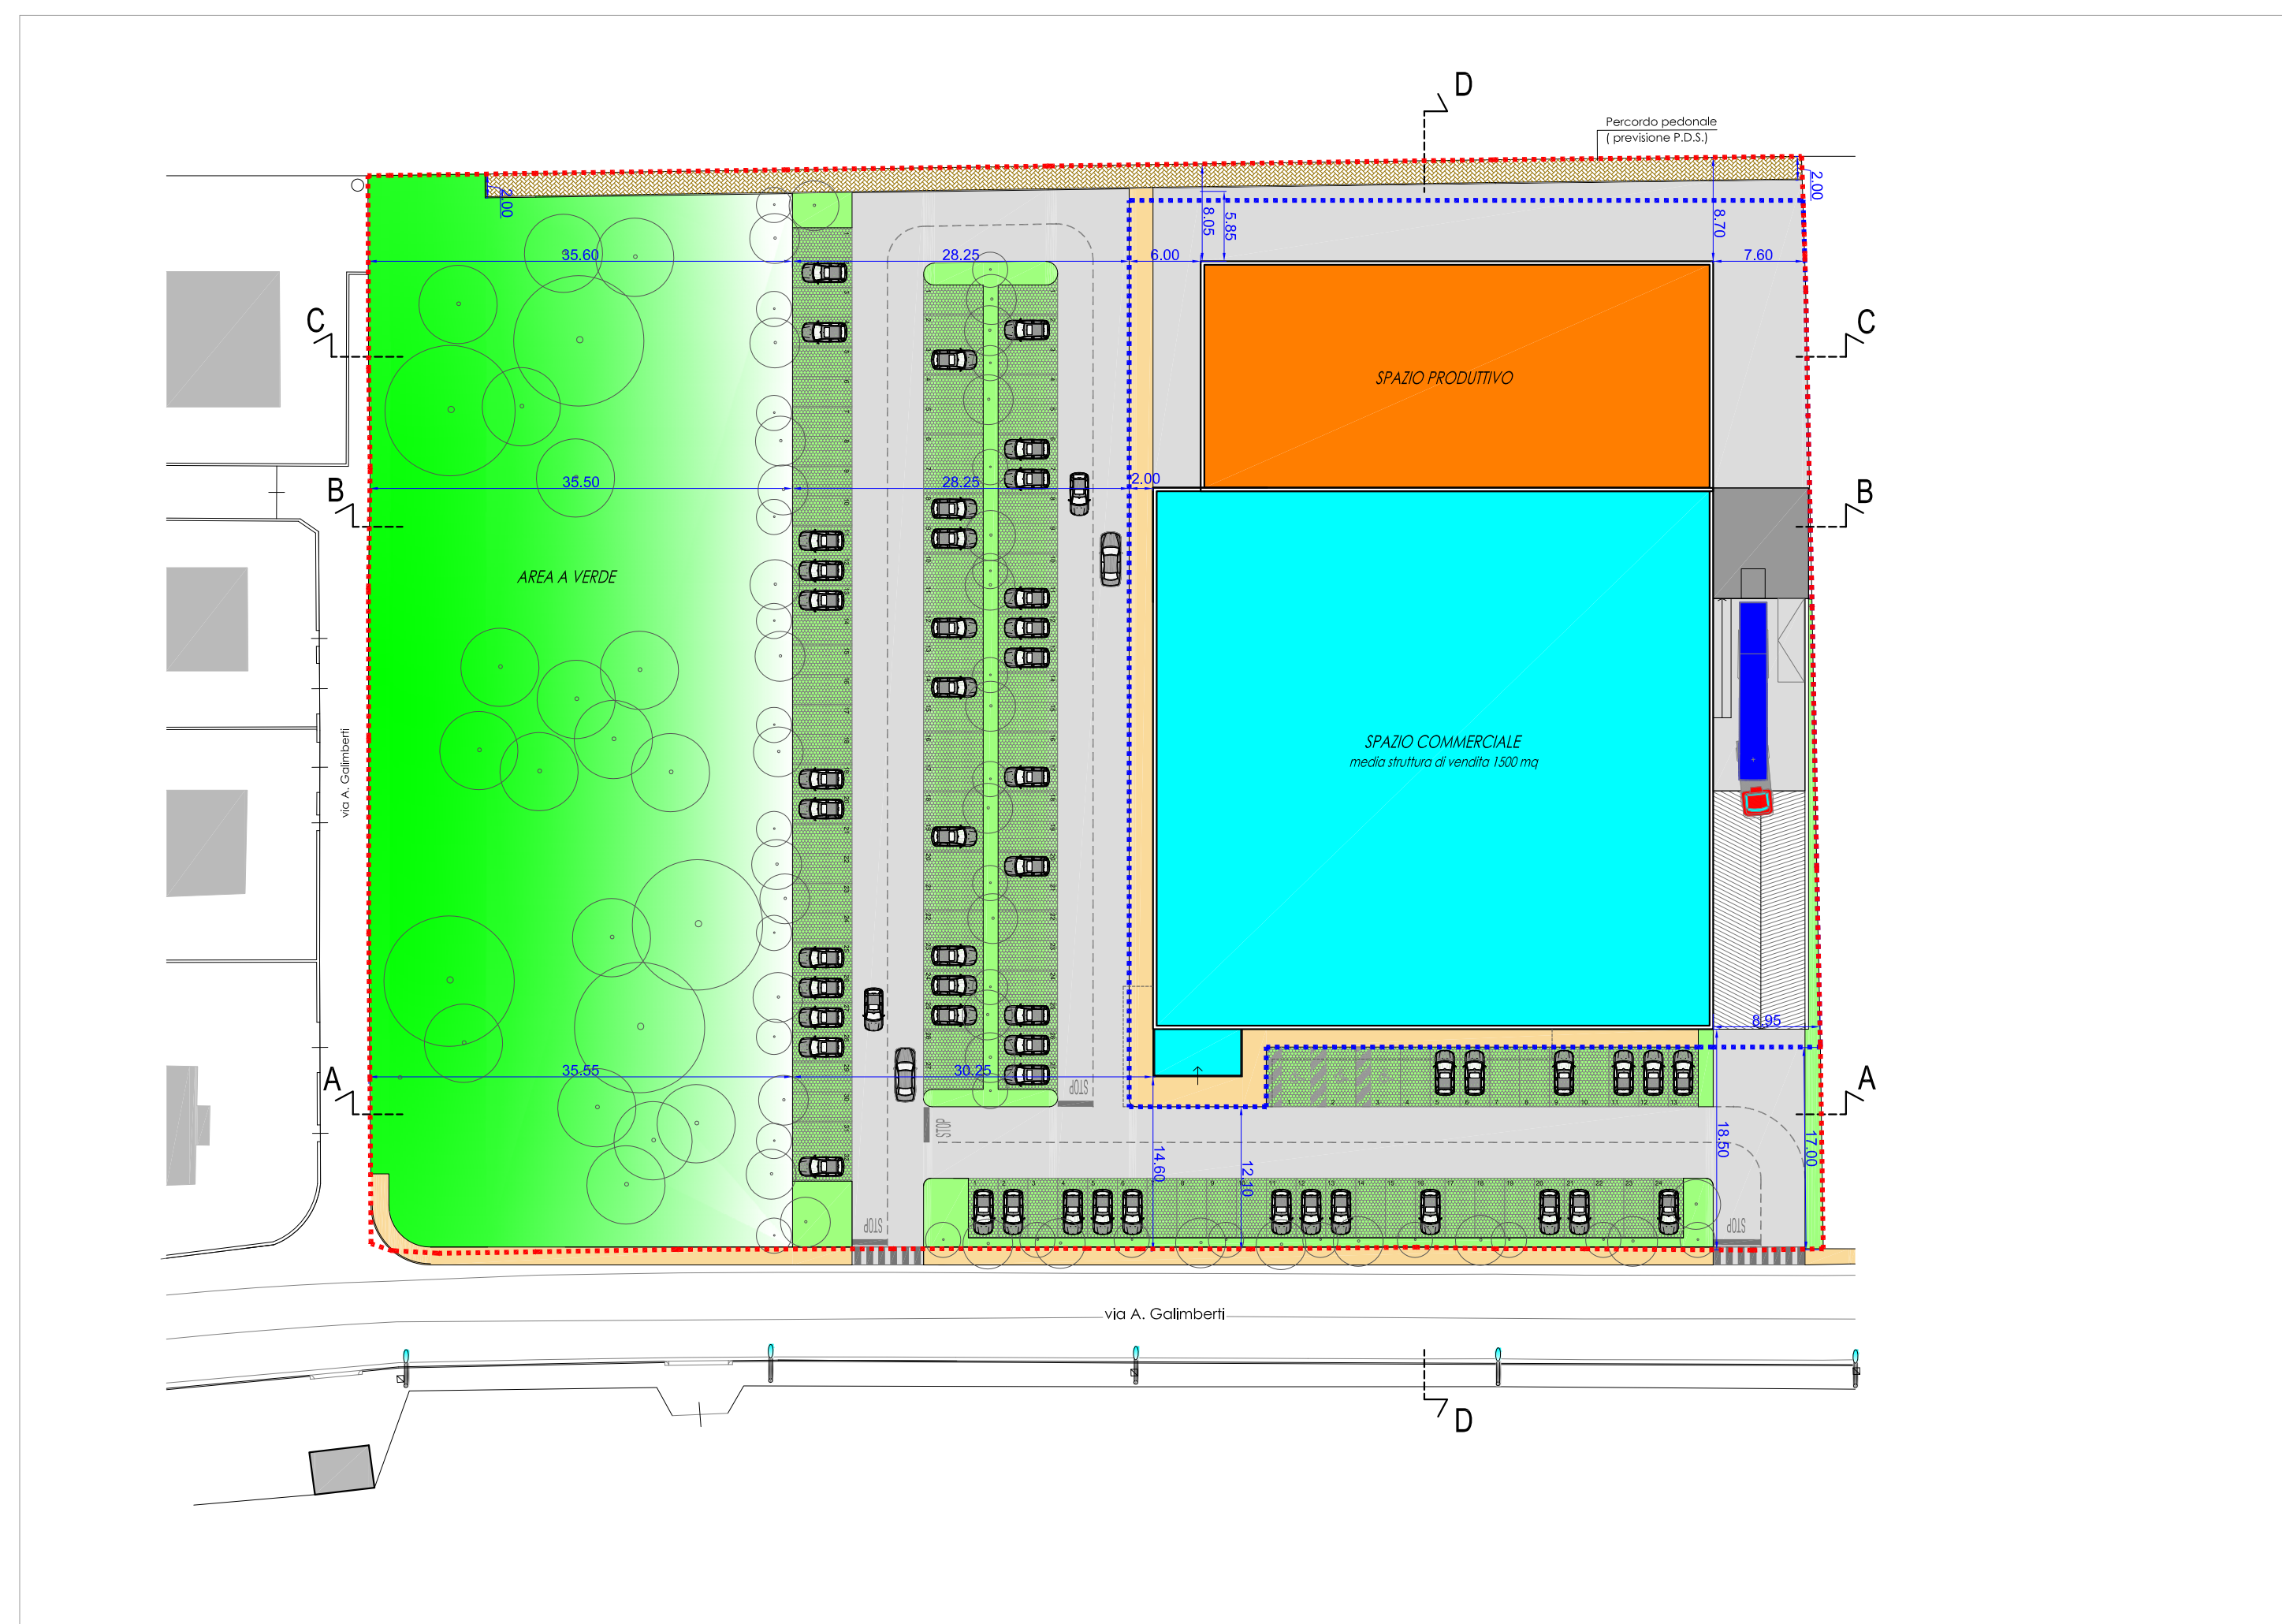 D
Percordo pedonale
( previsione P.D.S.)
2.00
2.00
8.05
5.85
8.70
35.60
28.25
6.00
7.60
C
C
SPAZIO PRODUTTIVO
B
B
35.50
28.25
2.00
AREA A VERDE
via A. Galimberti
SPAZIO COMMERCIALE
media struttura di vendita 1500 mq
8.95
A
A
35.55
30.25
STOP
STOP
14.60
12.10
18.50
17.00
STOP
STOP
via A. Galimberti
D